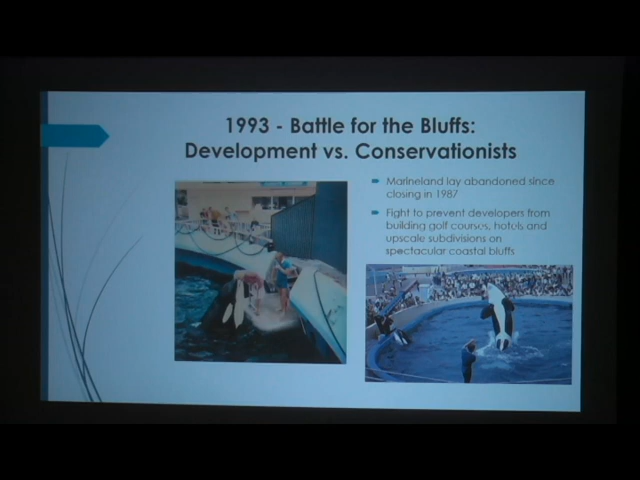 1993 - Battle for the Bluffs:
Development vs. Conservationists
Marineland lay abandoned since
closing in 1987
Fight to prevent developers from
building golf courses, hotels and
upscale subdivisions on
spectacular coastal bluffs